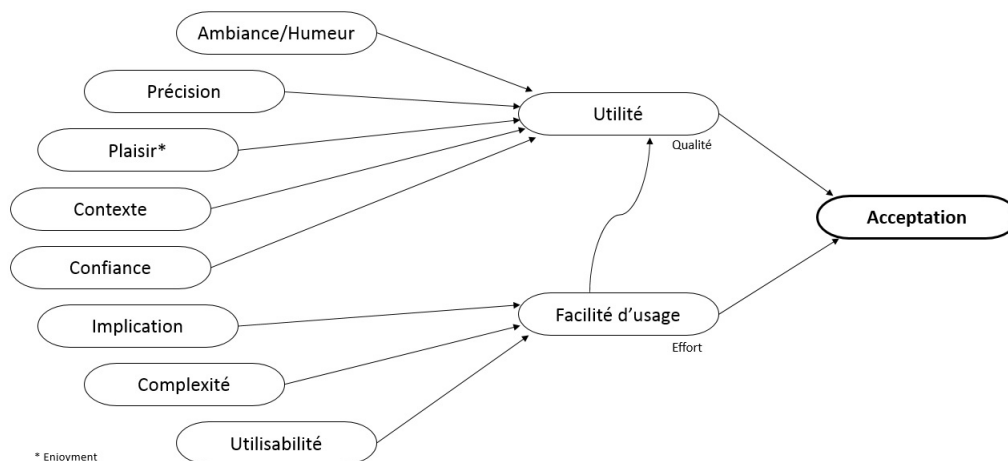 Ambiance/Humeur
Précision
Plaisir*
Contexte
Confiance
Implication
Complexité
Utilisabilité
Utilité
Qualité
Facilité d’usage
Effort
Acceptation
* Enjoyment